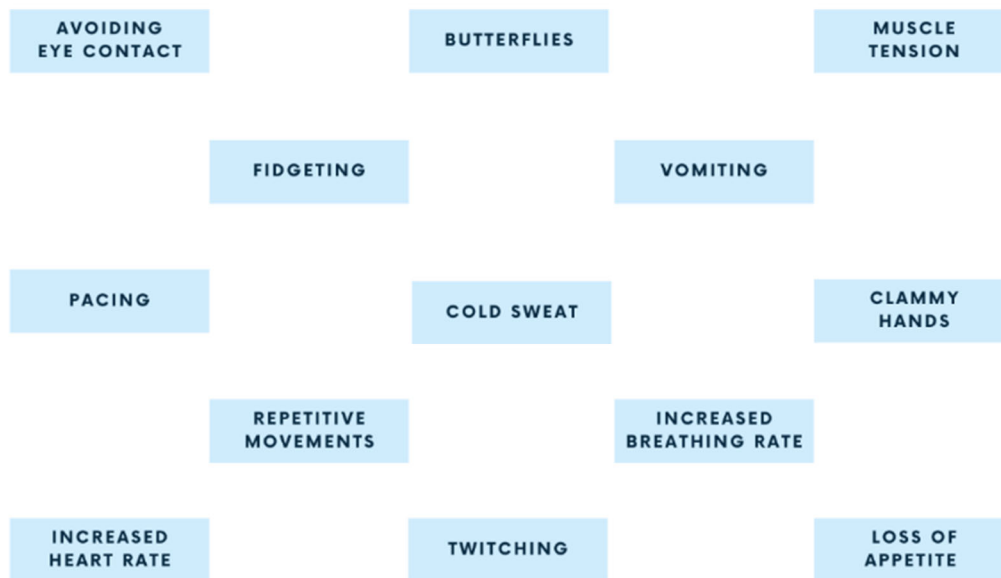 AVOIDING
EYE CONTACT
BUTTERFLIES
MUSCLE
TENSION
FIDGETING
VOMITING
PACING
COLD SWEAT
CLAMMY
HANDS
REPETITIVE
MOVEMENTS
INCREASED
BREATHING RATE
INCREASED
HEART RATE
TWITCHING
LOSS OF
APPETITE